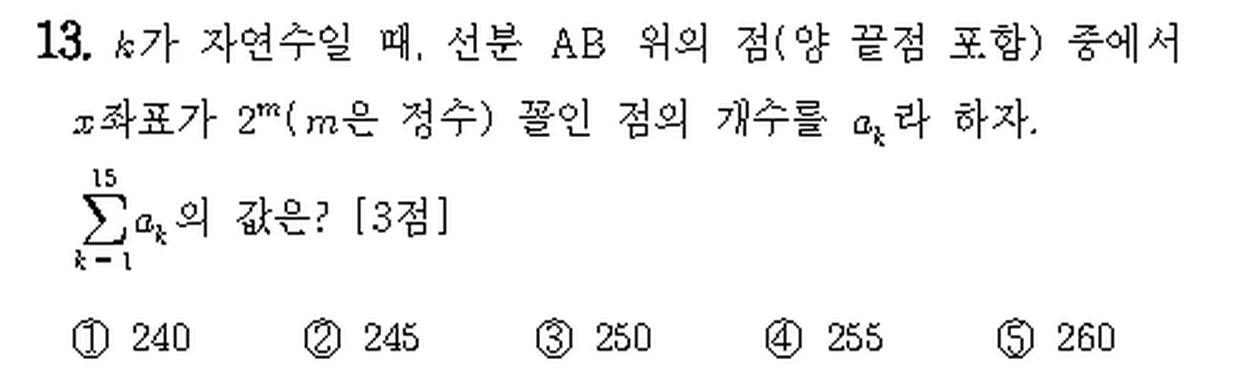 13. k가 자연수일 때, 선분 AB 위의 점(양 끝점 포함) 중에서
x좌표가 2^m(m은 정수) 꼴인 점의 개수를 a_k라 하자.
\sum_{k=1}^{15} a_k의 값은? [3점]
① 240 ② 245 ③ 250 ④ 255 ⑤ 260